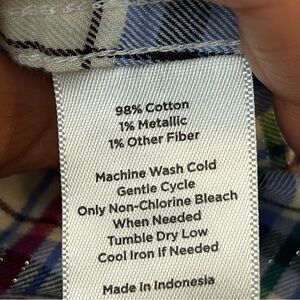 98% Cotton
1% Metallic
1% Other Fiber
Machine Wash Cold
Gentle Cycle
Only Non-Chlorine Bleach
When Needed
Tumble Dry Low
Cool Iron If Needed
Made In Indonesia